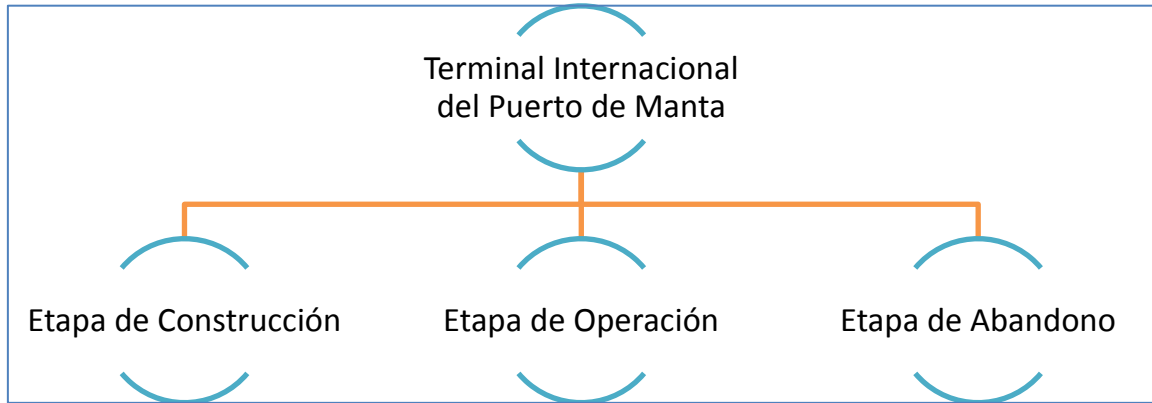 Terminal Internacional
del Puerto de Manta
Etapa de Construcción
Etapa de Operación
Etapa de Abandono